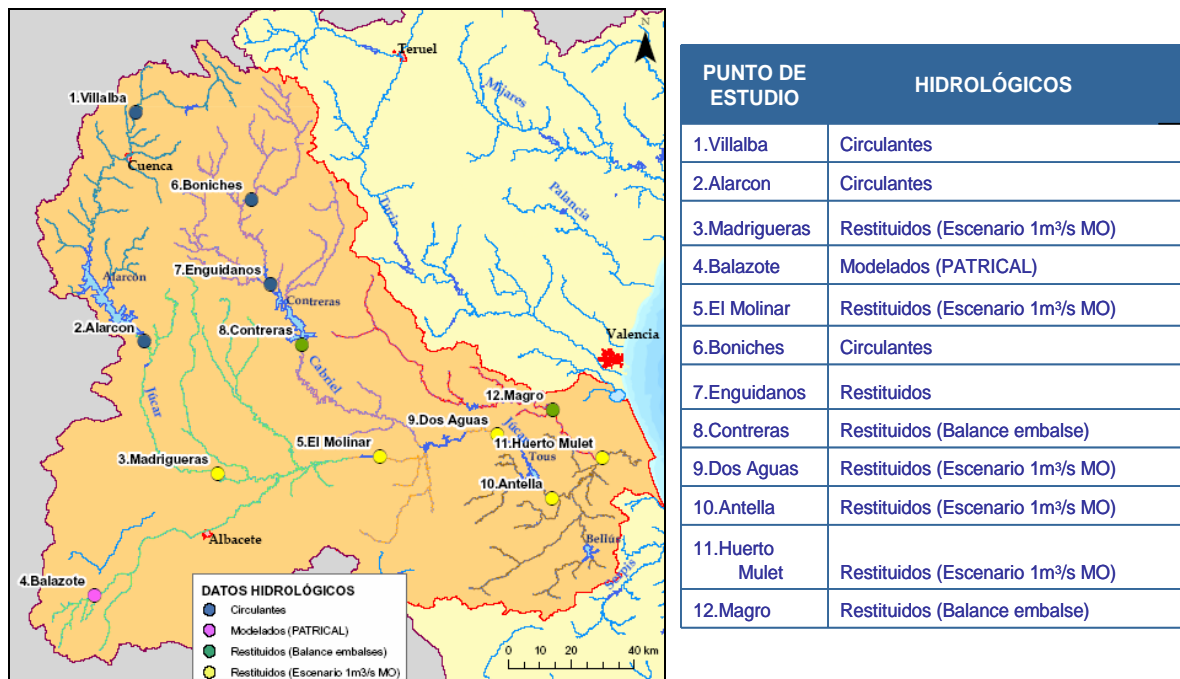 N
Teruel
Mijares
1.Villalba
Cuenca
6.Boniches
Palancia
Turia
7.Enguidanos
Alarcón
Contreras
2.Alarcon
8.Contreras
Valencia
Cabriel
Júcar
12.Magro
9.Dos Aguas
Júcar
11.Huerto Mulet
5.El Molinar
Tous
3.Madrigueras
10.Antella
Albacete
Bellús
Serpis
4.Balazote
DATOS HIDROLÓGICOS
Circulantes
Modelados (PATRICAL)
Restituidos (Balance embalses)
Restituidos (Escenario 1m³/s MO)
0 10 20 40 km
PUNTO DE ESTUDIO HIDROLÓGICOS
1.Villalba Circulantes
2.Alarcon Circulantes
3.Madrigueras Restituidos (Escenario 1m³/s MO)
4.Balazote Modelados (PATRICAL)
5.El Molinar Restituidos (Escenario 1m³/s MO)
6.Boniches Circulantes
7.Enguidanos Restituidos
8.Contreras Restituidos (Balance embalse)
9.Dos Aguas Restituidos (Escenario 1m³/s MO)
10.Antella Restituidos (Escenario 1m³/s MO)
11.Huerto
Mulet Restituidos (Escenario 1m³/s MO)
12.Magro Restituidos (Balance embalse)